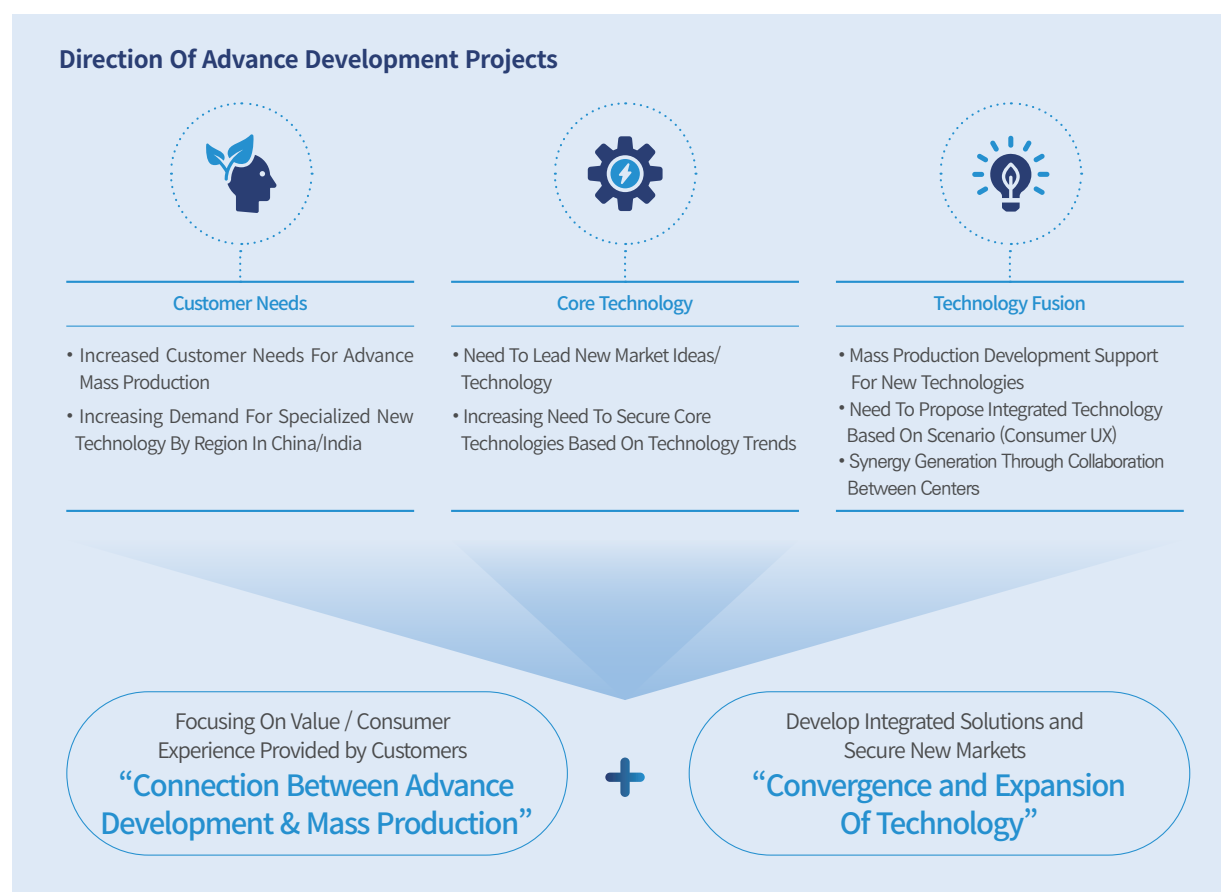 Direction Of Advance Development Projects
Customer Needs
• Increased Customer Needs For Advance
Mass Production
• Increasing Demand For Specialized New
Technology By Region In China/India
Core Technology
• Need To Lead New Market Ideas/
Technology
• Increasing Need To Secure Core
Technologies Based On Technology Trends
Technology Fusion
• Mass Production Development Support
For New Technologies
• Need To Propose Integrated Technology
Based On Scenario (Consumer UX)
• Synergy Generation Through Collaboration
Between Centers
Focusing On Value / Consumer
Experience Provided by Customers
“Connection Between Advance
Development & Mass Production”
Develop Integrated Solutions and
Secure New Markets
“Convergence and Expansion
Of Technology”